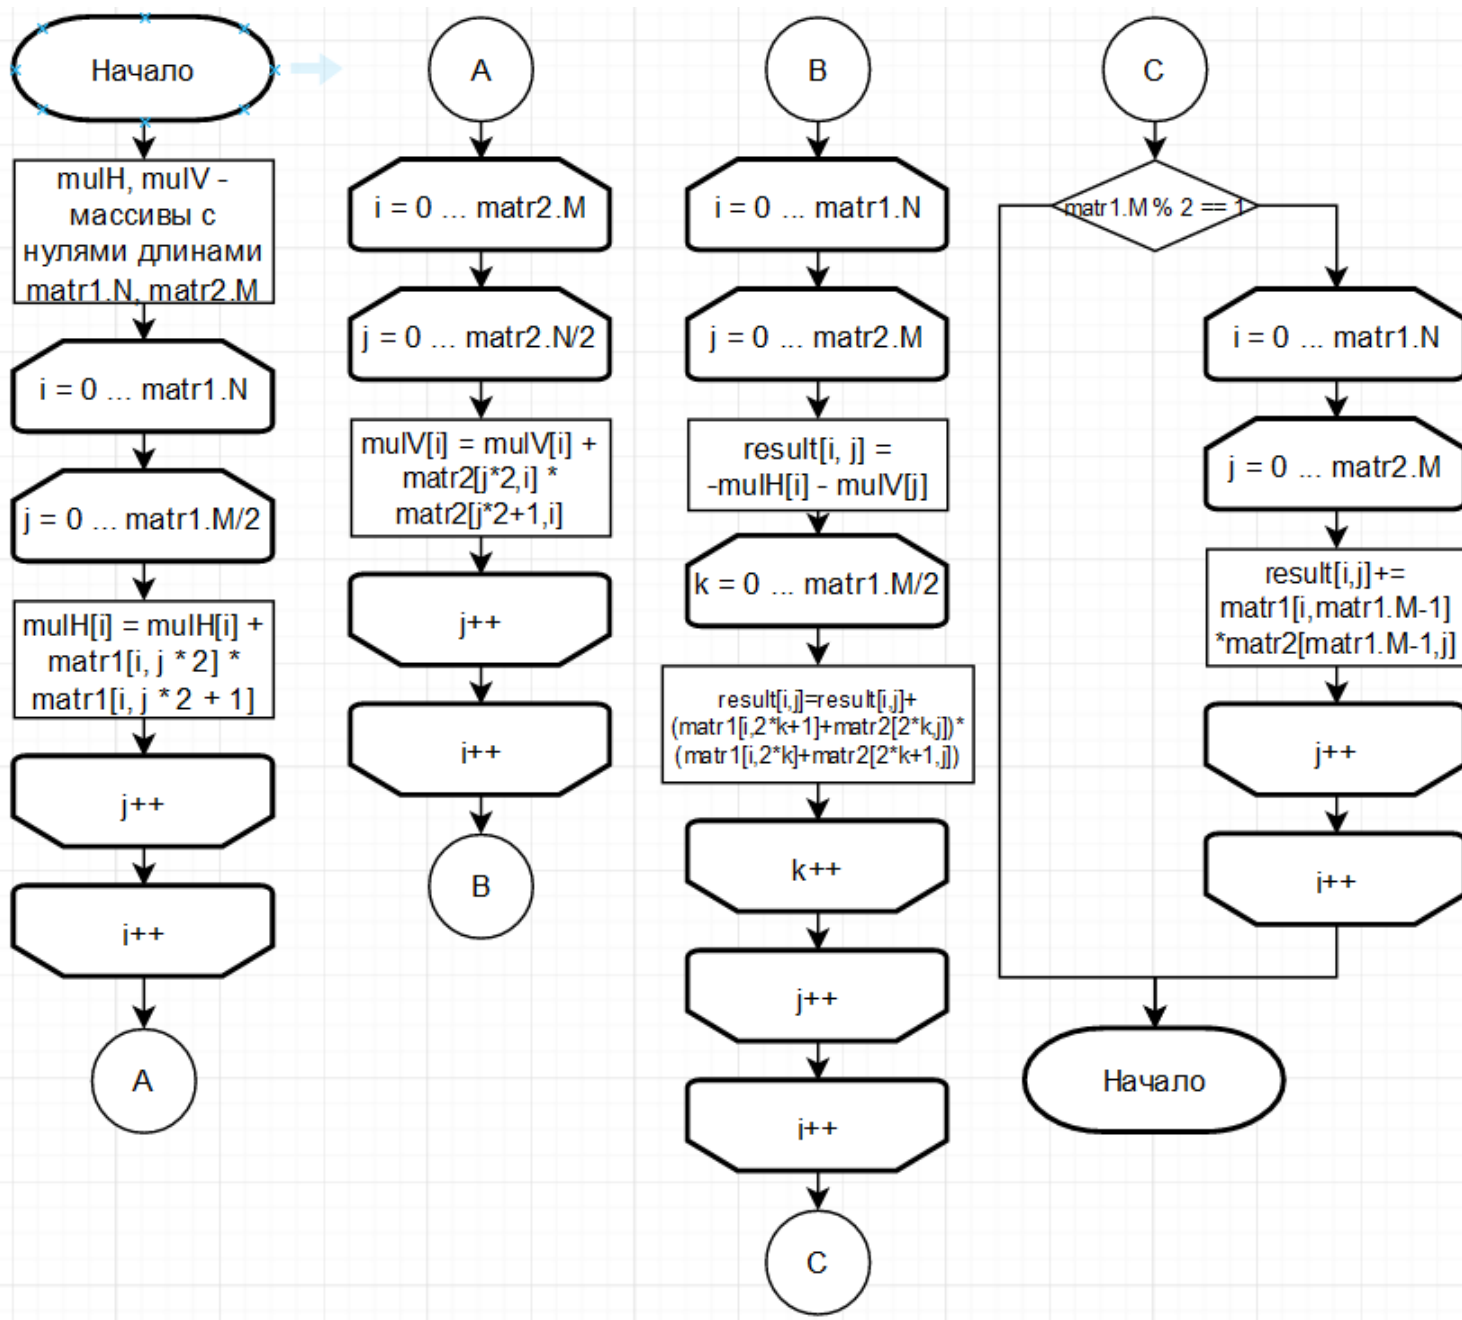 Начало
mulH, mulV -
массивы с
нулями длинами
matr1.N, matr2.M
i = 0 ... matr1.N
j = 0 ... matr1.M/2
mulH[i] = mulH[i] +
matr1[i, j * 2] *
matr1[i, j * 2 + 1]
j++
i++
A
A
i = 0 ... matr2.M
j = 0 ... matr2.N/2
mulV[i] = mulV[i] +
matr2[j*2,i] *
matr2[j*2+1,i]
j++
i++
B
B
i = 0 ... matr1.N
j = 0 ... matr2.M
result[i, j] =
-mulH[i] - mulV[j]
k = 0 ... matr1.M/2
result[i,j]=result[i,j]+
(matr1[i,2*k+1]+matr2[2*k,j])*
(matr1[i,2*k]+matr2[2*k+1,j])
k++
j++
i++
C
C
matr1.M % 2 == 1
i = 0 ... matr1.N
j = 0 ... matr2.M
result[i,j]+=
matr1[i,matr1.M-1]
*matr2[matr1.M-1,j]
j++
i++
Начало